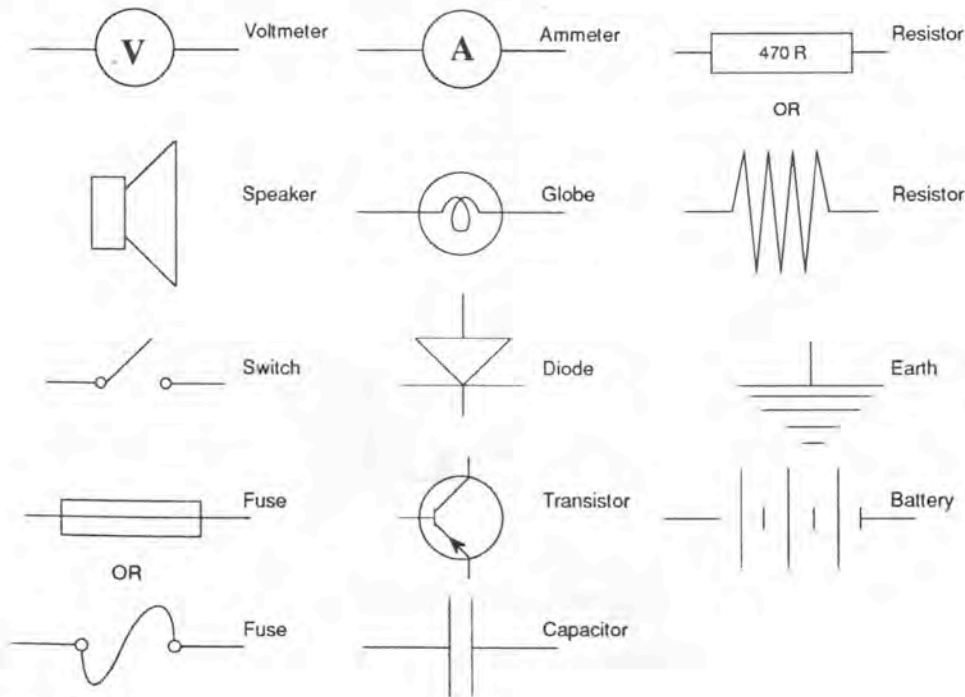 V Voltmeter
A Ammeter
470 R Resistor
OR
Speaker
Globe
Resistor
Switch
Diode
Earth
Fuse
Transistor
Battery
OR
Fuse
Capacitor